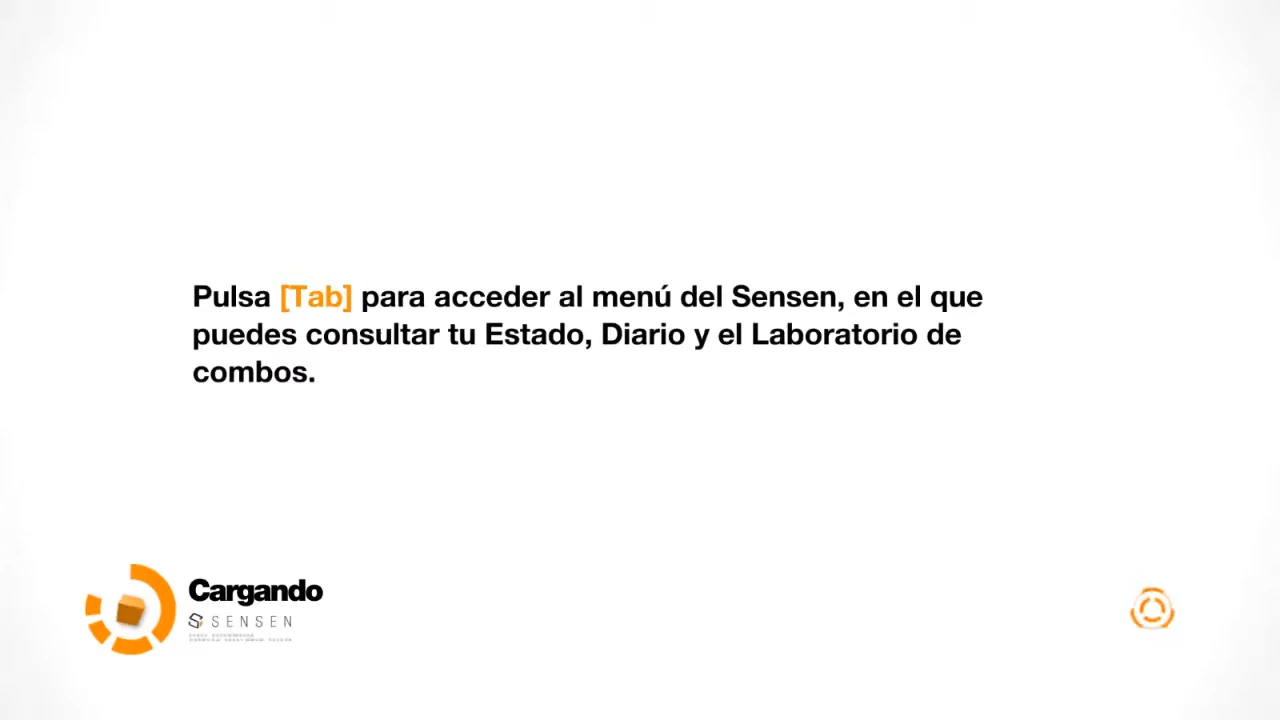 Pulsa [Tab] para acceder al menú del Sensen, en el que
puedes consultar tu Estado, Diario y el Laboratorio de
combos.
Cargando
SENSEN